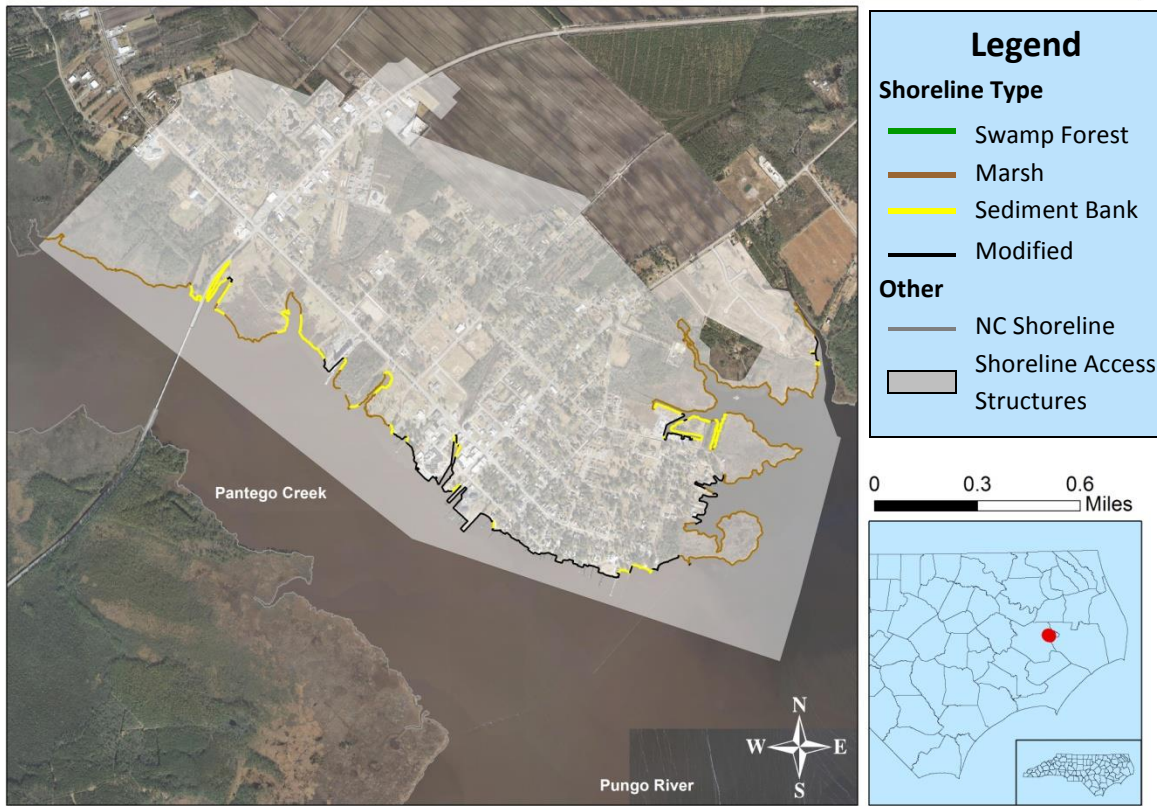 Legend
Shoreline Type
Swamp Forest
Marsh
Sediment Bank
Modified
Other
NC Shoreline
Shoreline Access
Structures
0 0.3 0.6
Miles
Pantego Creek
Pungo River
N
W E
S